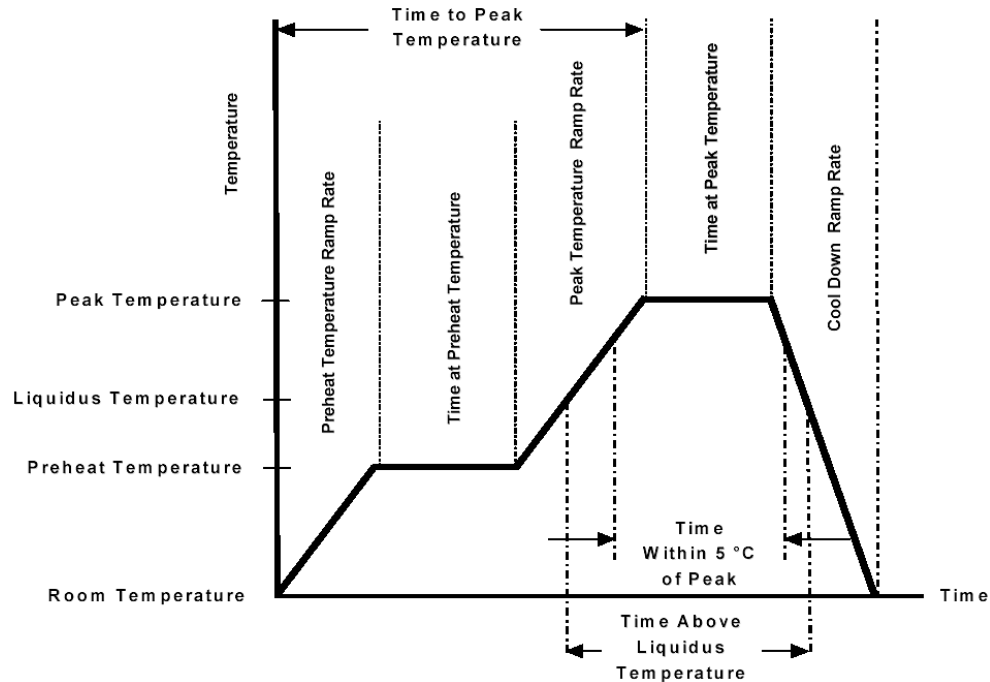 Time to Peak
Temperature
Temperature
Preheat Temperature Ramp Rate
Time at Preheat Temperature
Peak Temperature Ramp Rate
Time at Peak Temperature
Cool Down Ramp Rate
Peak Temperature
Liquidus Temperature
Preheat Temperature
Room Temperature
Time
Within 5 °C
of Peak
Time
Time Above
Liquidus
Temperature